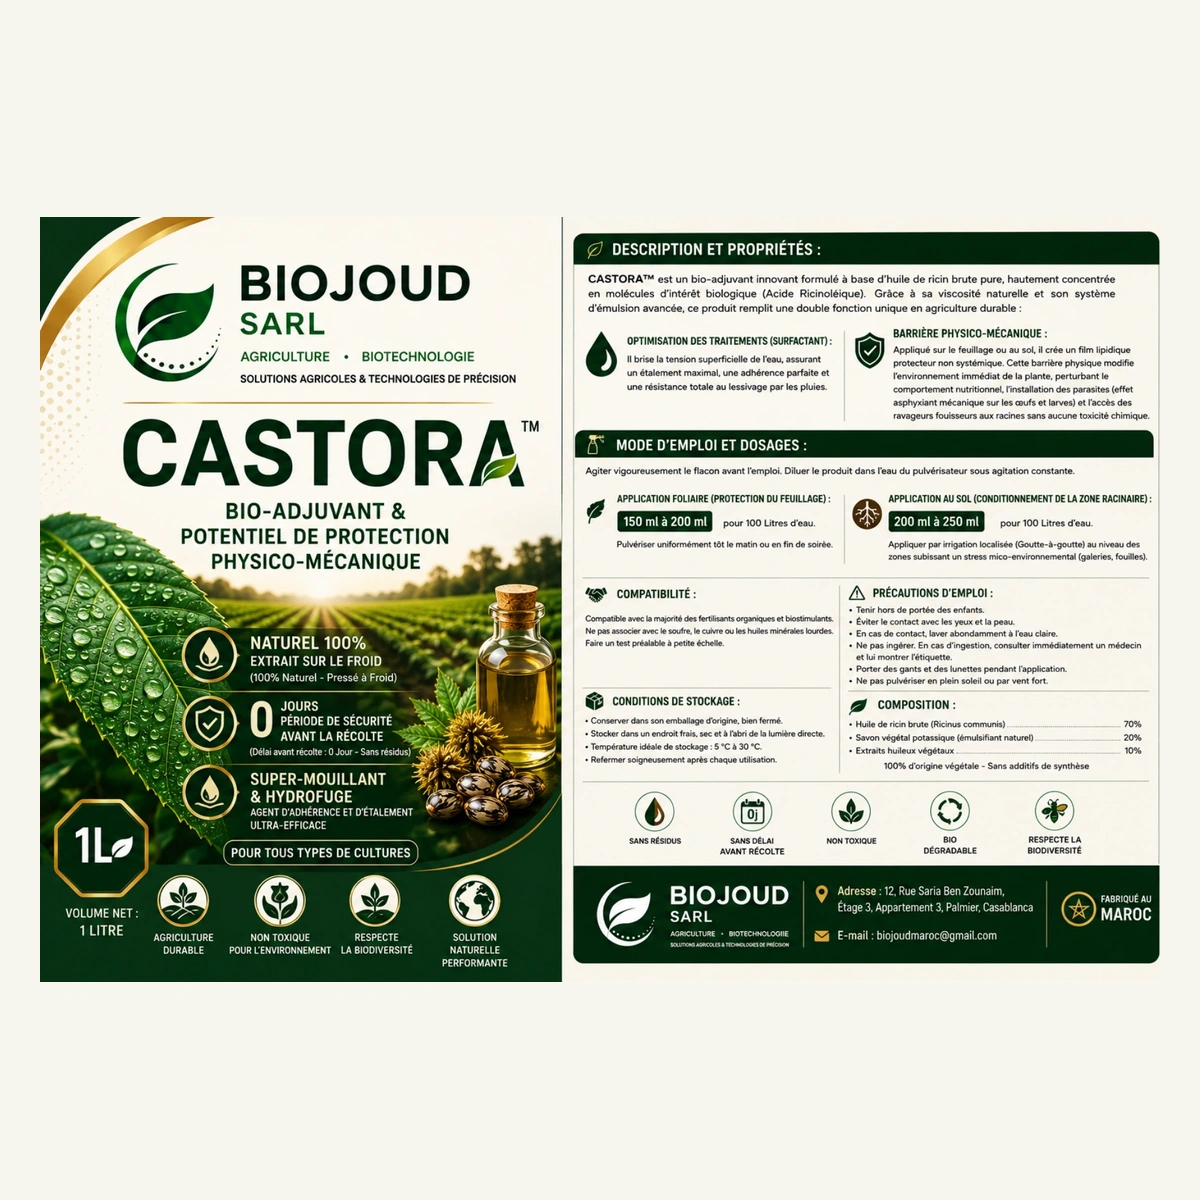 BIOJOUD
SARL
AGRICULTURE • BIOTECHNOLOGIE
SOLUTIONS AGRICOLES & TECHNOLOGIES DE PRÉCISION
CASTORA™
BIO-ADJUVANT &
POTENTIEL DE PROTECTION
PHYSICO-MÉCANIQUE
NATUREL 100%
EXTRAIT SUR LE FROID
(100% Naturel - Pressé à Froid)
0 JOURS
PÉRIODE DE SÉCURITÉ
AVANT LA RÉCOLTE
(Délai avant récolte : 0 Jour - Sans résidus)
SUPER-MOUILLANT
& HYDROFUGE
AGENT D'ADHÉRENCE ET D'ÉTALEMENT
ULTRA-EFFICACE
POUR TOUS TYPES DE CULTURES
1L
VOLUME NET :
1 LITRE
AGRICULTURE
DURABLE
NON TOXIQUE
POUR L'ENVIRONNEMENT
RESPECTE
LA BIODIVERSITÉ
SOLUTION
NATURELLE
PERFORMANTE
DESCRIPTION ET PROPRIÉTÉS :
CASTORA™ est un bio-adjuvant innovant formulé à base d'huile de ricin brute pure, hautement concentrée
en molécules d'intérêt biologique (Acide Ricinoléique). Grâce à sa viscosité naturelle et son système
d'émulsion avancée, ce produit remplit une double fonction unique en agriculture durable :
OPTIMISATION DES TRAITEMENTS (SURFACTANT) :
Il brise la tension superficielle de l'eau, assurant
un étalement maximal, une adhérence parfaite et
une résistance totale au lessivage par les pluies.
BARRIÈRE PHYSICO-MÉCANIQUE :
Appliqué sur le feuillage ou au sol, il crée un film lipidique
protecteur non systémique. Cette barrière physique modifie
l'environnement immédiat de la plante, perturbant le
comportement nutritionnel, l'installation des parasites (effet
asphyxiant mécanique sur les œufs et larves) et l'accès des
ravageurs fouisseurs aux racines sans aucune toxicité chimique.
MODE D'EMPLOI ET DOSAGES :
Agiter vigoureusement le flacon avant l'emploi. Diluer le produit dans l'eau du pulvérisateur sous agitation constante.
APPLICATION FOLIAIRE (PROTECTION DU FEUILLAGE) :
150 ml à 200 ml pour 100 Litres d'eau.
Pulvériser uniformément tôt le matin ou en fin de soirée.
APPLICATION AU SOL (CONDITIONNEMENT DE LA ZONE RACINAIRE) :
200 ml à 250 ml pour 100 Litres d'eau.
Appliquer par irrigation localisée (Goutte-à-goutte) au niveau des
zones subissant un stress mico-environmental (galeries, fouilles).
COMPATIBILITÉ :
Compatible avec la majorité des fertilisants organiques et biostimulants.
Ne pas associer avec le soufre, le cuivre ou les huiles minérales lourdes.
Faire un test préalable à petite échelle.
PRÉCAUTIONS D'EMPLOI :
• Tenir hors de portée des enfants.
• Éviter le contact avec les yeux et la peau.
• En cas de contact, laver abondamment à l'eau claire.
• Ne pas ingérer. En cas d'ingestion, consulter immédiatement un médecin
et lui montrer l'étiquette.
• Porter des gants et des lunettes pendant l'application.
• Ne pas pulvériser en plein soleil ou par vent fort.
CONDITIONS DE STOCKAGE :
• Conserver dans son emballage d'origine, bien fermé.
• Stocker dans un endroit frais, sec et à l'abri de la lumière directe.
• Température idéale de stockage : 5 °C à 30 °C.
• Refermer soigneusement après chaque utilisation.
COMPOSITION :
• Huile de ricin brute (Ricinus communis) 70%
• Savon végétal potassique (émulsifiant naturel) 20%
• Extraits huileux végétaux 10%
100% d'origine végétale - Sans additifs de synthèse
SANS RÉSIDUS
0j
SANS DÉLAI
AVANT RÉCOLTE
NON TOXIQUE
BIO
DÉGRADABLE
RESPECTE LA
BIODIVERSITÉ
BIOJOUD
SARL
AGRICULTURE • BIOTECHNOLOGIIE
SOLUTIONS AGRICOLES & TECHNOLOGIES DE PRÉCISION
Adresse : 12, Rue Saria Ben Zounaim,
Étage 3, Appartement 3, Palmier, Casablanca
E-mail : biojoudmaroc@gmail.com
FABRIQUÉ AU
MAROC